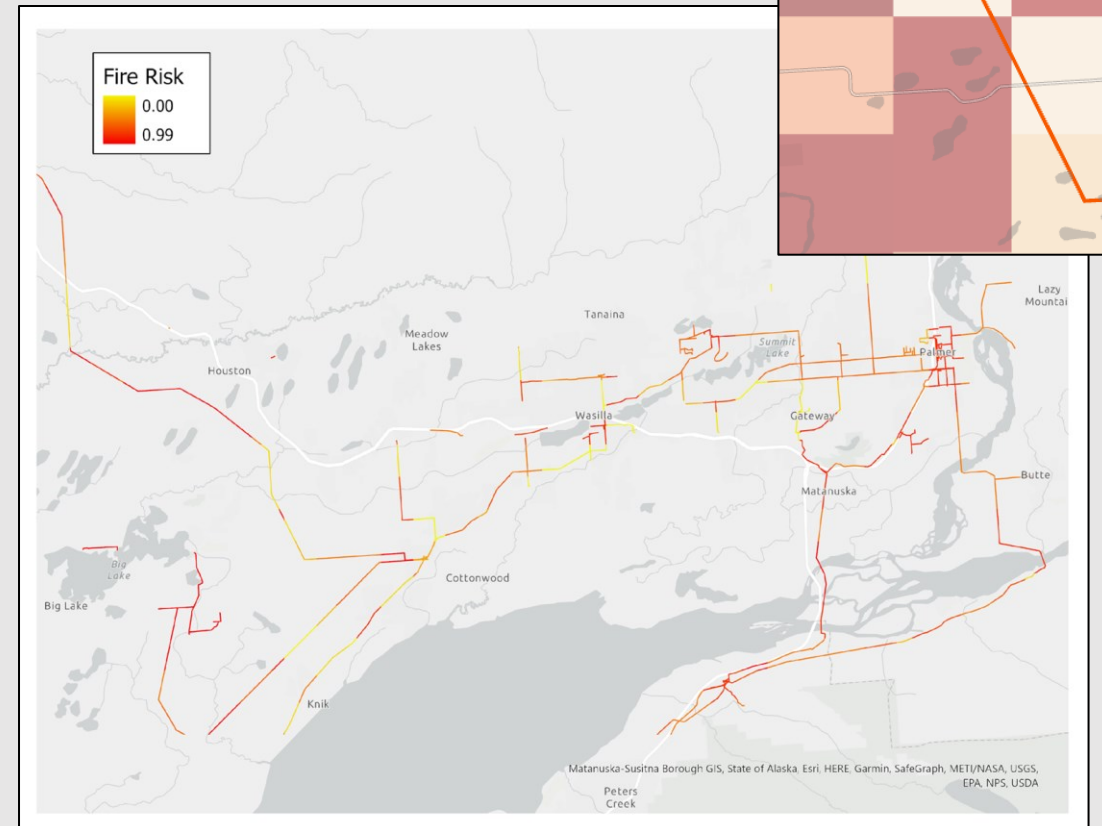 Fire Risk
0.00
0.99
Lazy
Mountai
Tanaina
Meadow
Lakes
Summit
Lake
Palmer
Houston
Wasilla
Gateway
Butte
Matanuska
Big
Lake
Cottonwood
Big Lake
Knik
Matanuska-Susitna Borough GIS, State of Alaska, Esri, HERE, Garmin, SafeGraph, METI/NASA, USGS,
EPA, NPS, USDA
Peters
Creek